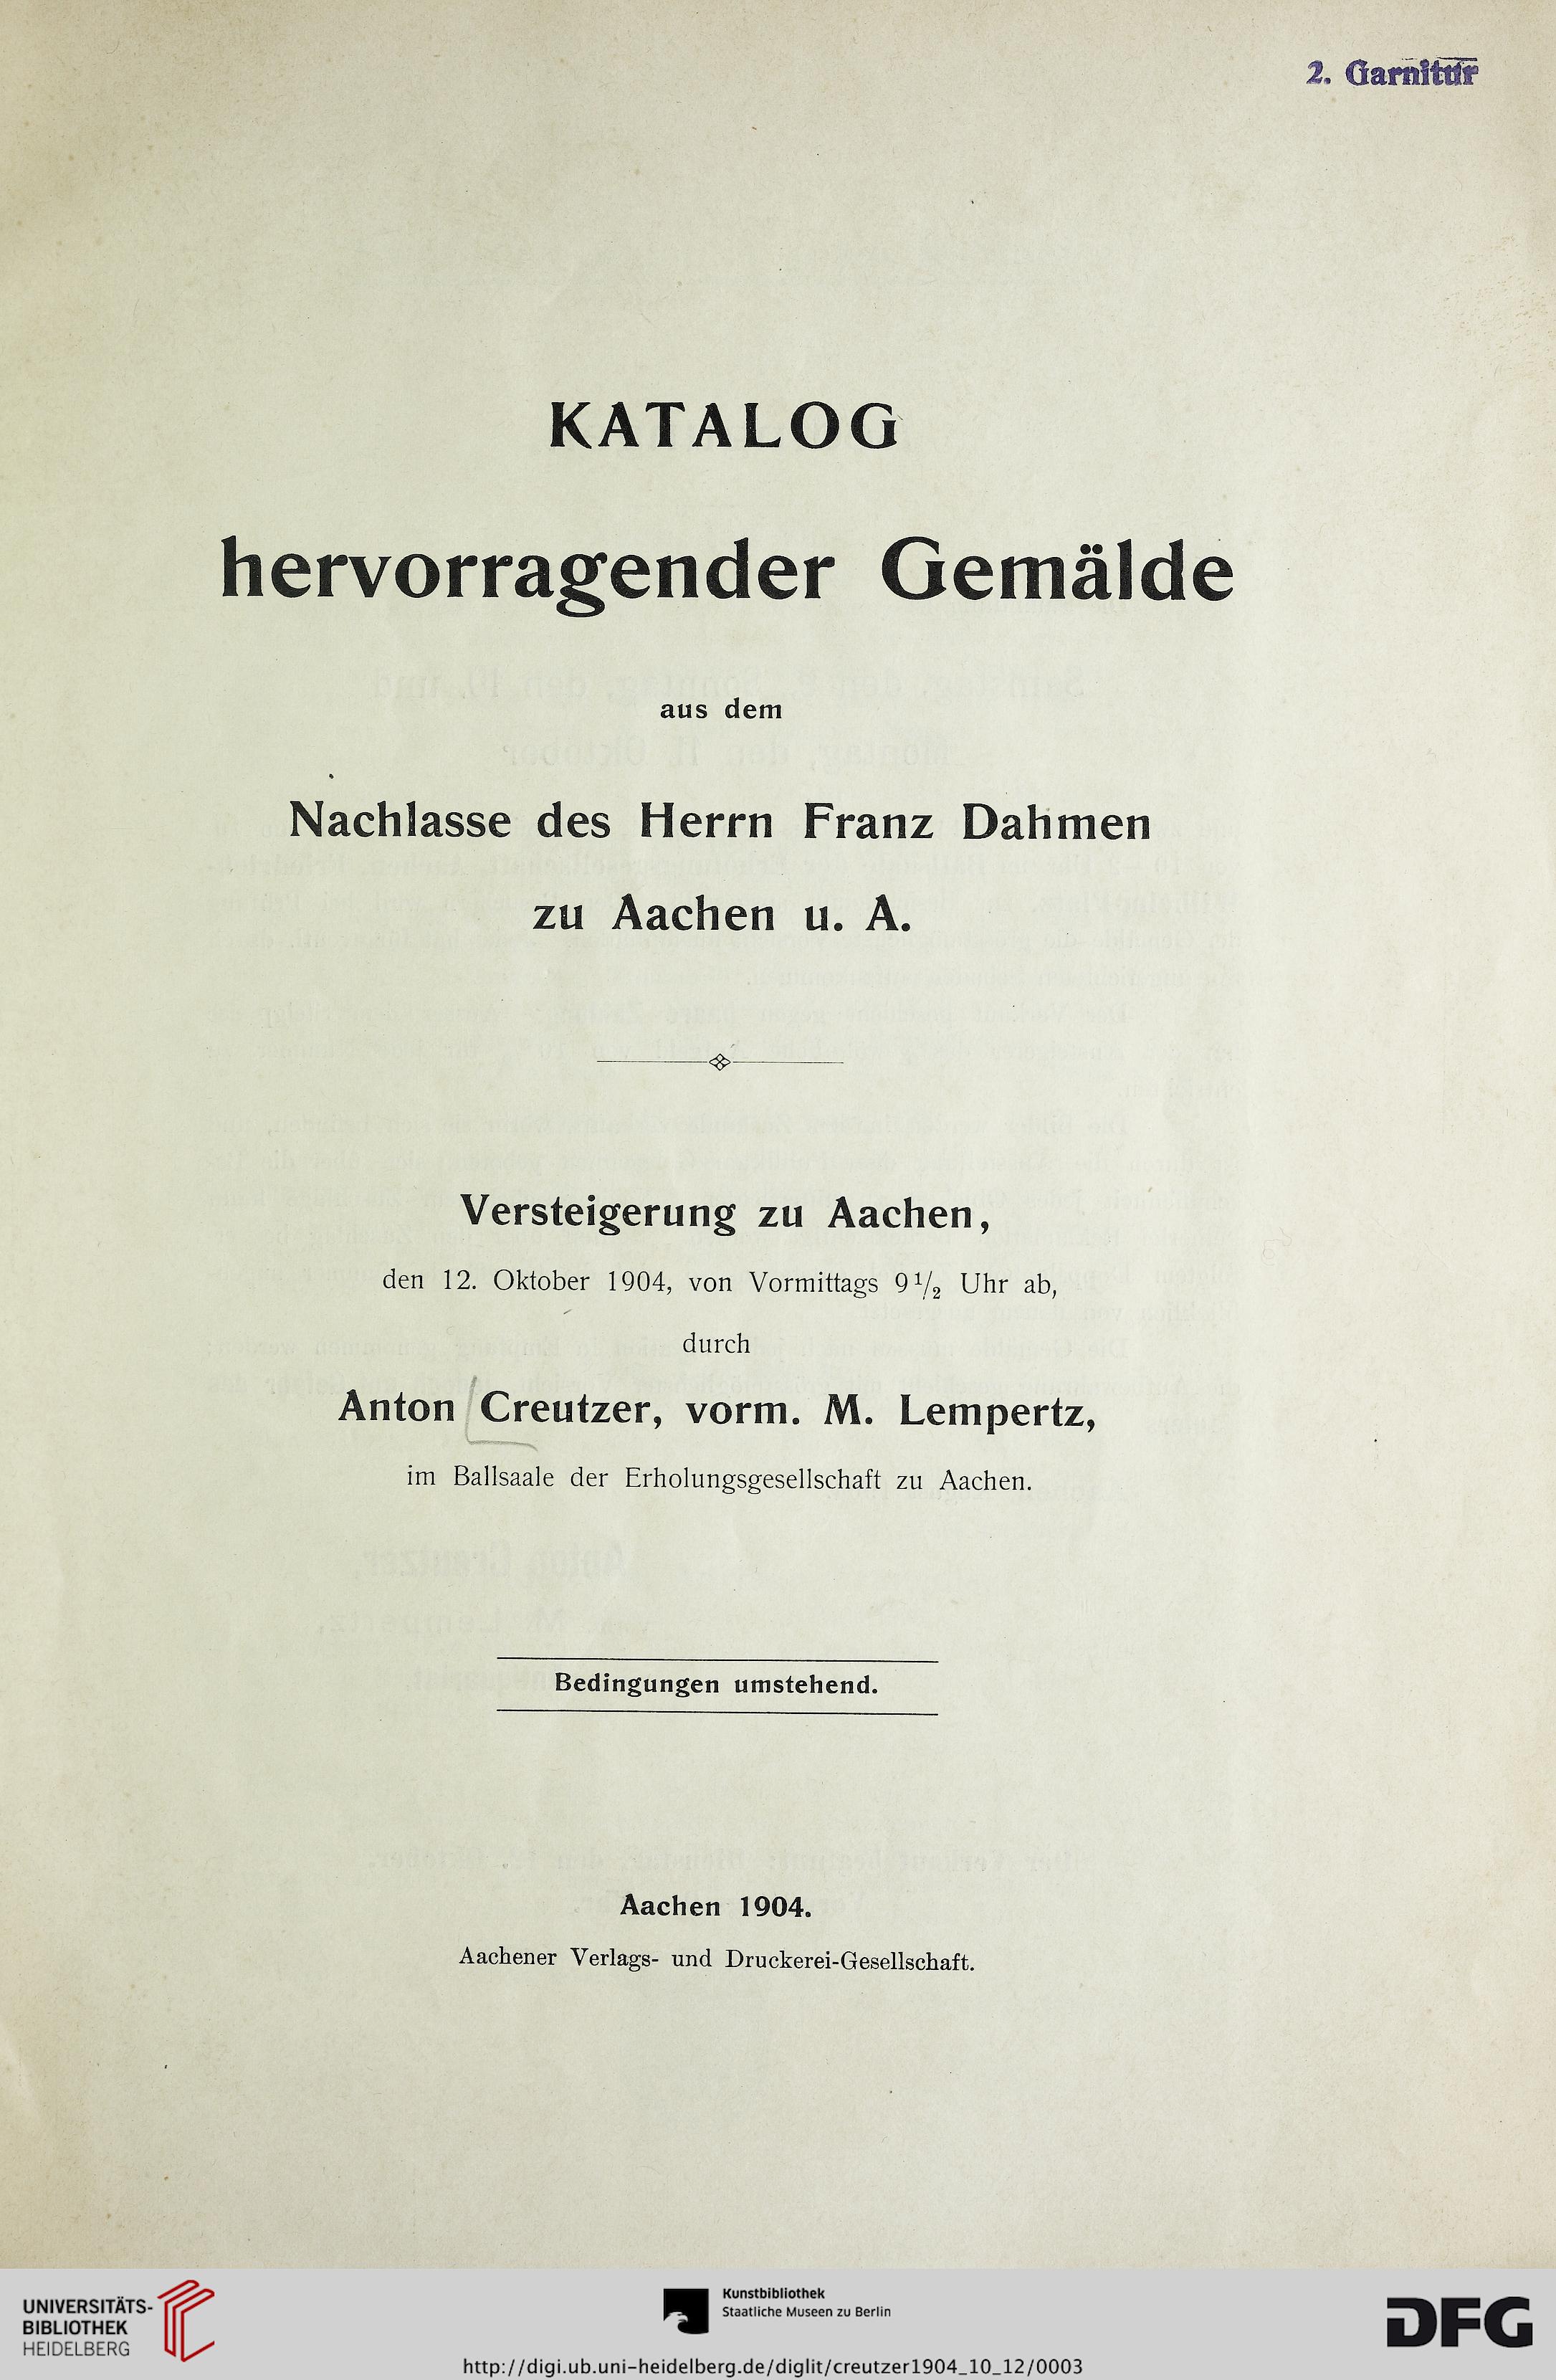 2. Garnitur
KATALOG
hervorragender Gemälde
aus dem
Nachlasse des Herrn Franz Dahmen
zu Aachen u. A.
Versteigerung zu Aachen,
den 12. Oktober 1904, von Vormittags 9 1/2 Uhr ab,
durch
Anton Creutzer, vorm. M. Lempertz,
im Ballsaale der Erholungsgesellschaft zu Aachen.
Bedingungen umstehend.
Aachen 1904.
Aachener Verlags- und Druckerei-Gesellschaft.
UNIVERSITÄTS-
BIBLIOTHEK
HEIDELBERG
Kunstbibliothek
Staatliche Museen zu Berlin
DFG
http://digi.ub.uni-heidelberg.de/diglit/creutzer1904_10_12/0003